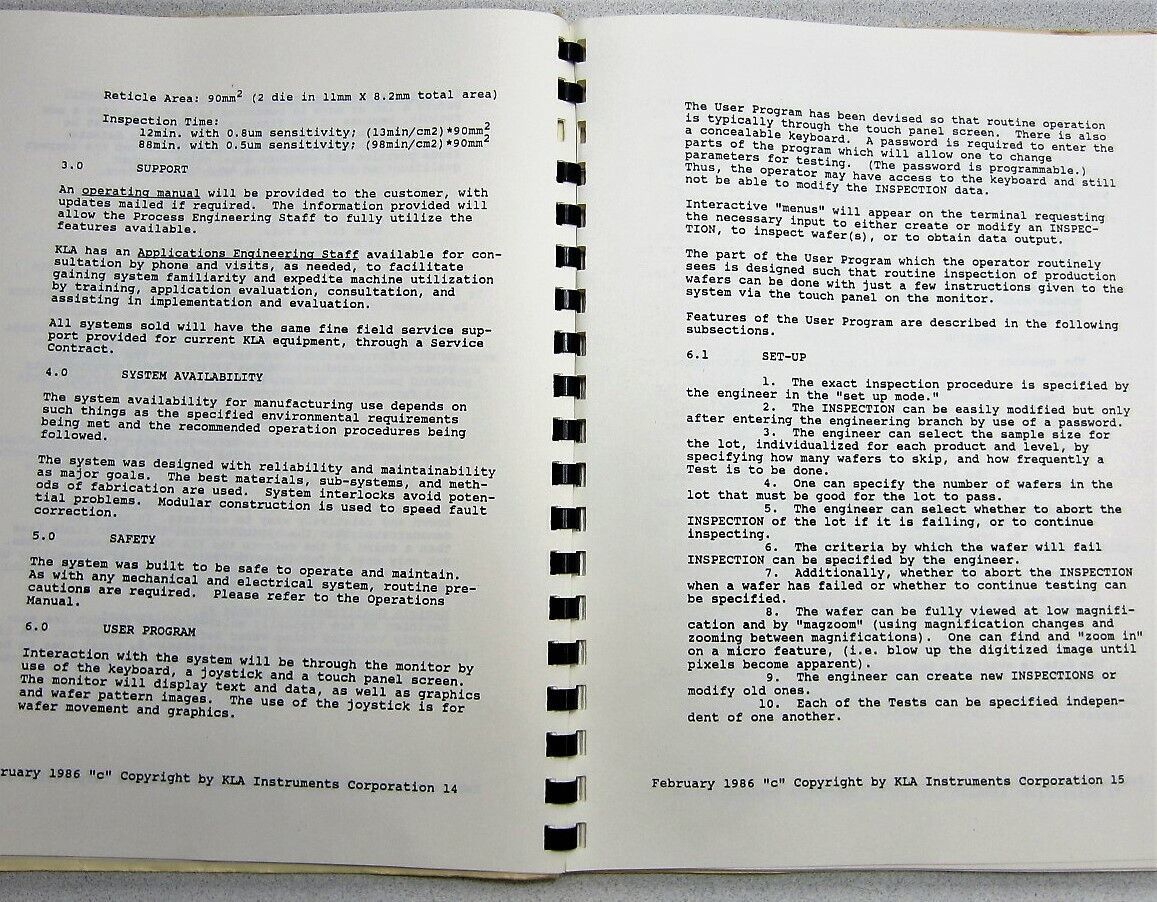 Reticle Area: 90mm2 (2 die in 11mm X 8.2mm total area)
Inspection Time:
12min. with 0.8um sensitivity; (13min/cm2)*90mm2
88min. with 0.5um sensitivity; (98min/cm2)*90mm2
3.0 SUPPORT
An operating manual will be provided to the customer, with
updates mailed if required. The information provided will
allow the Process Engineering Staff to fully utilize the
features available.
KLA has an Applications Engineering Staff available for con-
sultation by phone and visits, as needed, to facilitate
gaining system familiarity and expedite machine utilization
by training, application evaluation, consultation, and
assisting in implementation and evaluation.
All systems sold will have the same fine field service sup-
port provided for current KLA equipment, through a Service
Contract.
4.0 SYSTEM AVAILABILITY
The system availability for manufacturing use depends on
such things as the specified environmental requirements
being met and the recommended operation procedures being
followed.
The system was designed with reliability and maintainability
as major goals. The best materials, sub-systems, and meth-
ods of fabrication are used. System interlocks avoid poten-
tial problems. Modular construction is used to speed fault
correction.
5.0 SAFETY
The system was built to be safe to operate and maintain.
As with any mechanical and electrical system, routine pre-
cautions are required. Please refer to the Operations
Manual.
6.0 USER PROGRAM
Interaction with the system will be through the monitor by
use of the keyboard, a joystick and a touch panel screen.
The monitor will display text and data, as well as graphics
and wafer pattern images. The use of the joystick is for
wafer movement and graphics.
ruary 1986 "c" Copyright by KLA Instruments Corporation 14
The User Program has been devised so that routine operation
is typically through the touch panel screen. There is also
a concealable keyboard. A password is required to enter the
parts of the program which will allow one to change
parameters for testing. (The password is programmable.)
Thus, the operator may have access to the keyboard and still
not be able to modify the INSPECTION data.
Interactive "menus" will appear on the terminal requesting
the necessary input to either create or modify an INSPEC-
TION, to inspect wafer(s), or to obtain data output.
The part of the User Program which the operator routinely
sees is designed such that routine inspection of production
wafers can be done with just a few instructions given to the
system via the touch panel on the monitor.
Features of the User Program are described in the following
subsections.
6.1 SET-UP
1. The exact inspection procedure is specified by
the engineer in the "set up mode."
2. The INSPECTION can be easily modified but only
after entering the engineering branch by use of a password.
3. The engineer can select the sample size for
the lot, individualized for each product and level, by
specifying how many wafers to skip, and how frequently a
Test is to be done.
4. One can specify the number of wafers in the
lot that must be good for the lot to pass.
5. The engineer can select whether to abort the
INSPECTION of the lot if it is failing, or to continue
inspecting.
6. The criteria by which the wafer will fail
INSPECTION can be specified by the engineer.
7. Additionally, whether to abort the INSPECTION
when a wafer has failed or whether to continue testing can
be specified.
8. The wafer can be fully viewed at low magnifi-
cation and by "magzoom" (using magnification changes and
zooming between magnifications). One can find and "zoom in"
on a micro feature, (i.e. blow up the digitized image until
pixels become apparent).
9. The engineer can create new INSPECTIONS or
modify old ones.
10. Each of the Tests can be specified indepen-
dent of one another.
February 1986 "c" Copyright by KLA Instruments Corporation 15